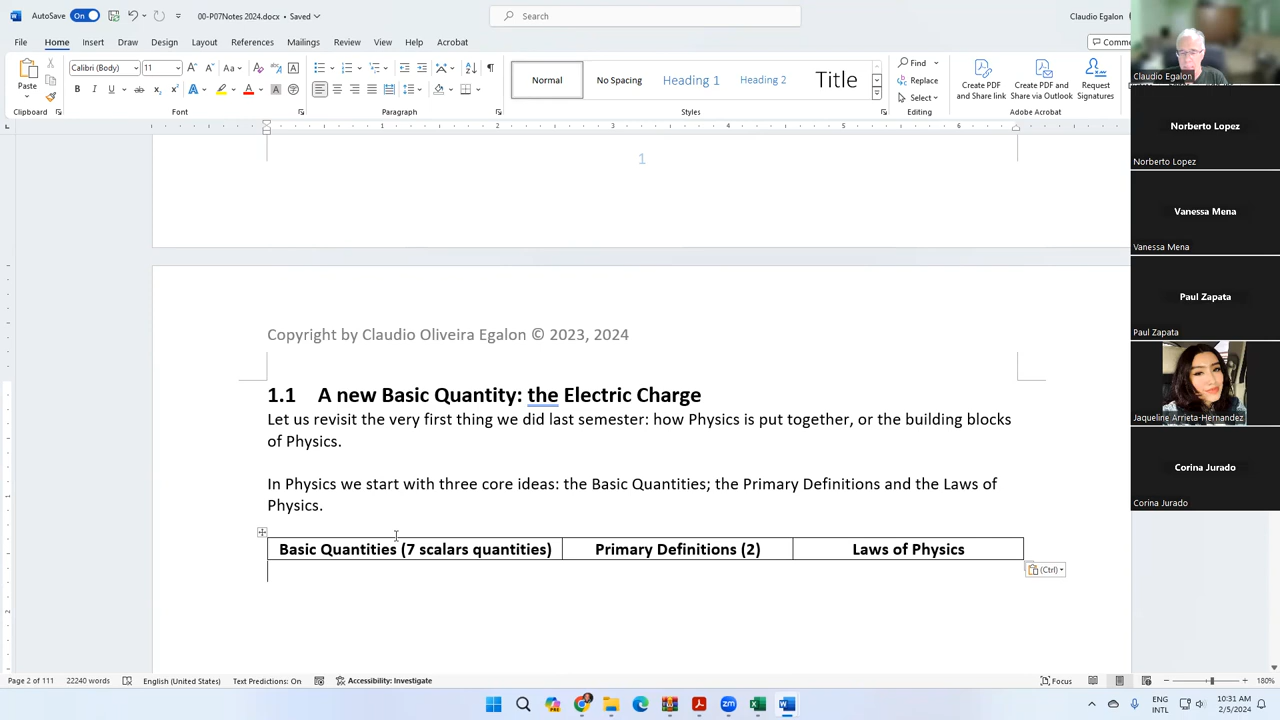 AutoSave
On
00-P07Notes 2024.docx • Saved
Search
Claudio Egalon
File
Home
Insert
Draw
Design
Layout
References
Mailings
Review
View
Help
Acrobat
Comme
Paste
Clipboard
Calibri (Body)
11
Font
Paragraph
Normal
No Spacing
Heading 1
Heading 2
Title
Styles
Find
Replace
Select
Editing
Create PDF and Share link
Create PDF and Share via Outlook
Request Signatures
Adobe Acrobat
1
Copyright by Claudio Oliveira Egalon © 2023, 2024
1.1 A new Basic Quantity: the Electric Charge
Let us revisit the very first thing we did last semester: how Physics is put together, or the building blocks
of Physics.
In Physics we start with three core ideas: the Basic Quantities; the Primary Definitions and the Laws of
Physics.
Basic Quantities (7 scalars quantities)
Primary Definitions (2)
Laws of Physics
(Ctrl)
Claudio Egalon
Norberto Lopez
Norberto Lopez
Vanessa Mena
Vanessa Mena
Paul Zapata
Paul Zapata
Jaqueline Arrieta-Hernandez
Corina Jurado
Corina Jurado
Page 2 of 111
22240 words
English (United States)
Text Predictions: On
Accessibility: Investigate
Focus
180%
ENG
INTL
10:31 AM
2/5/2024